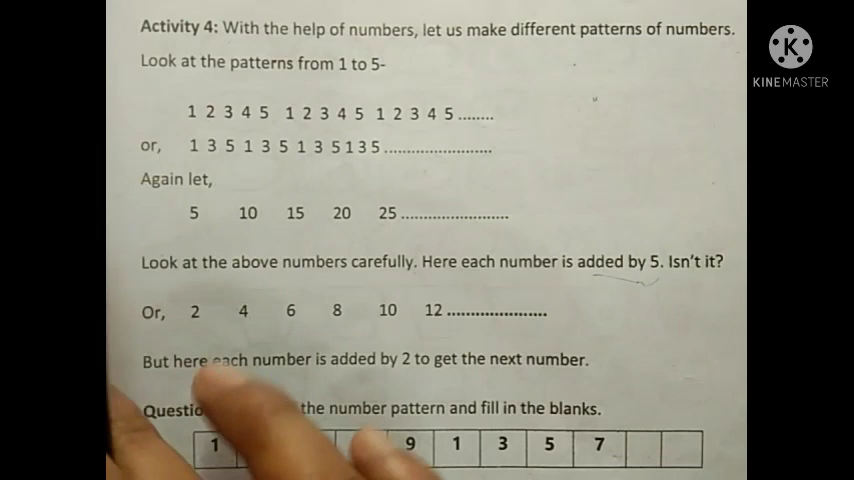 Activity 4: With the help of numbers, let us make different patterns of numbers.
Look at the patterns from 1 to 5-
1 2 3 4 5 1 2 3 4 5 1 2 3 4 5 ........
or, 1 3 5 1 3 5 1 3 5 1 3 5 ........................
Again let,
5 10 15 20 25 ........................
Look at the above numbers carefully. Here each number is added by 5. Isn't it?
Or, 2 4 6 8 10 12 .....................
But here each number is added by 2 to get the next number.
the number pattern and fill in the blanks.
1 9 1 3 5 7
K
KINEMASTER